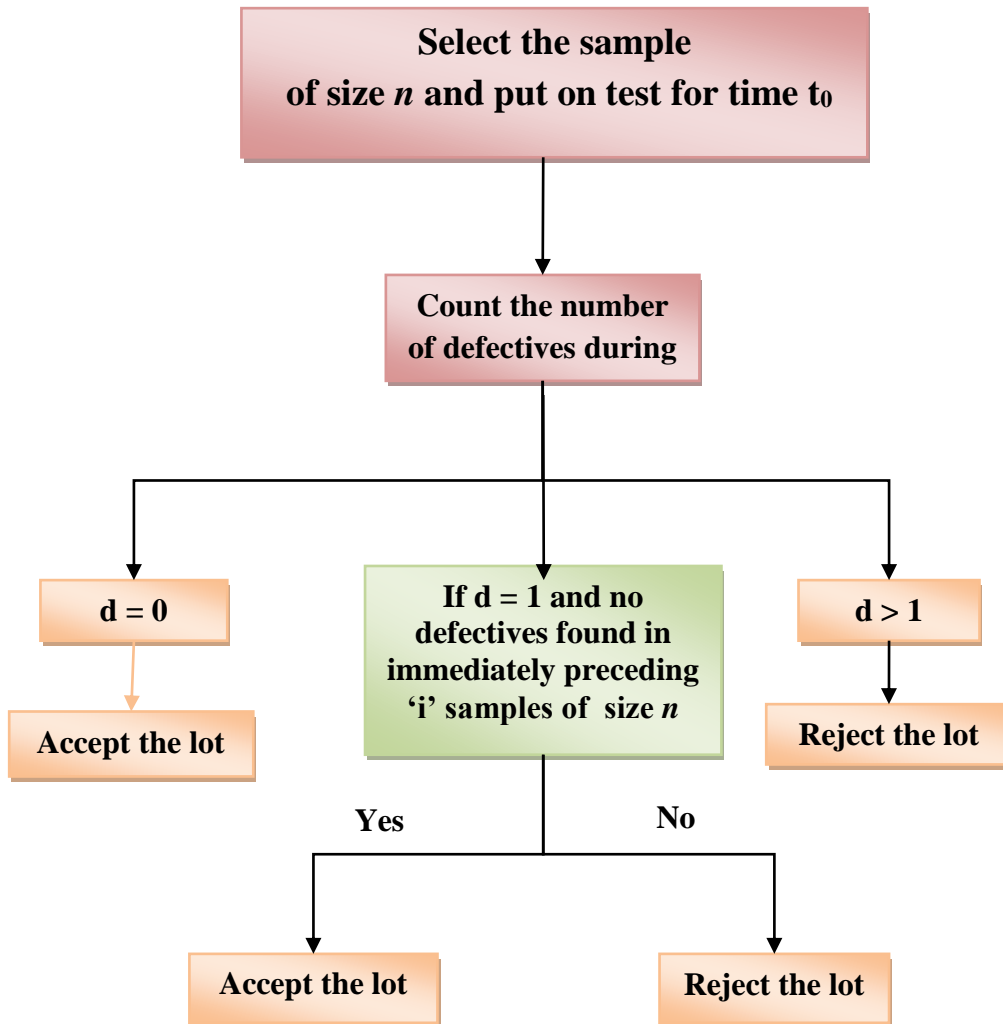 Select the sample
of size n and put on test for time t₀
Count the number
of defectives during
d = 0
If d = 1 and no
defectives found in
immediately preceding
‘i’ samples of size n
d > 1
Accept the lot
Reject the lot
Yes
No
Accept the lot
Reject the lot